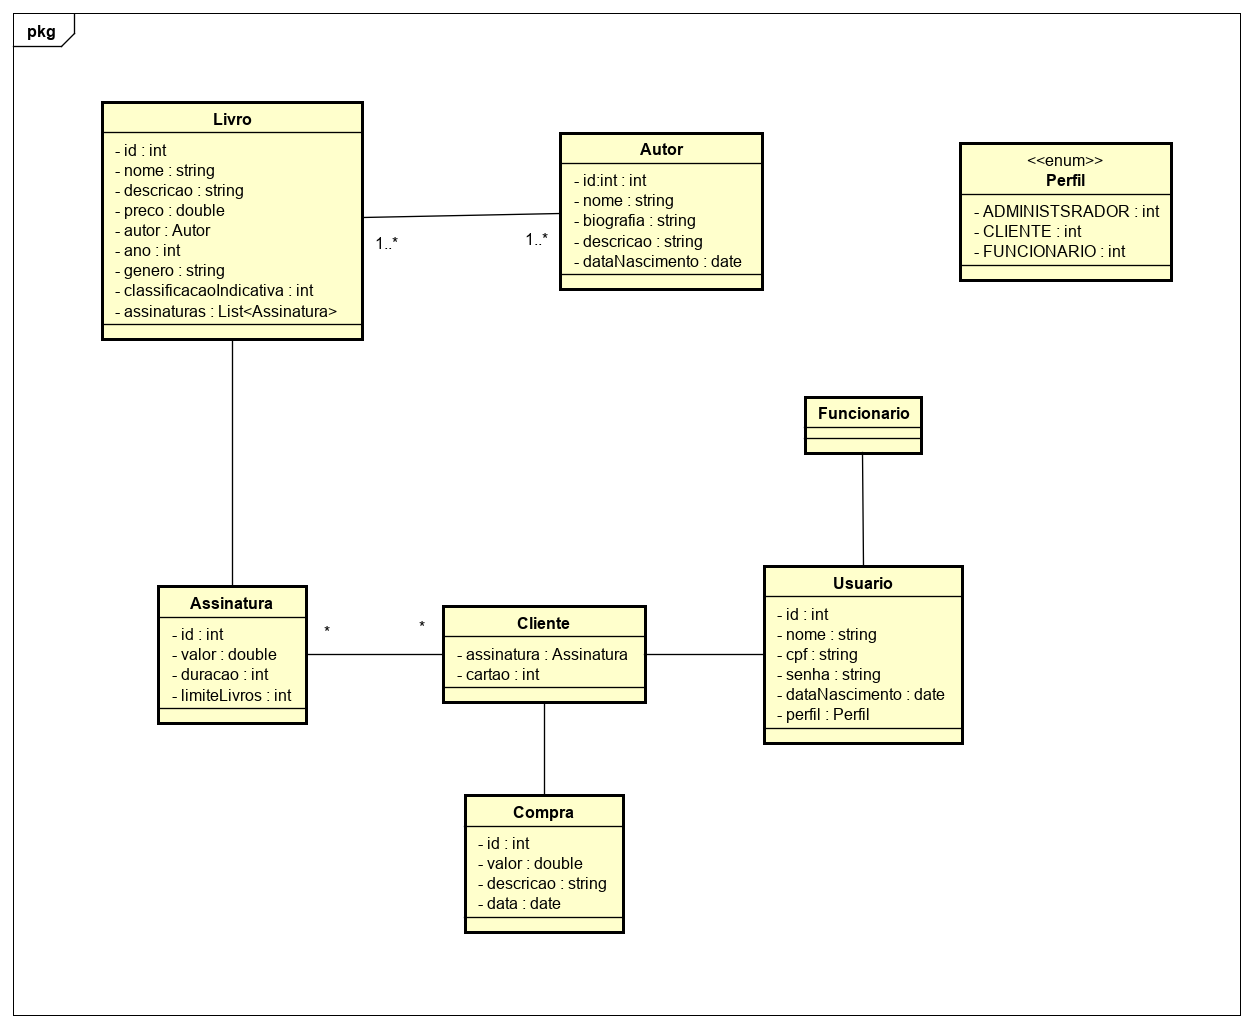 pkg
Livro
- id : int
- nome : string
- descricao : string
- preco : double
- autor : Autor
- ano : int
- genero : string
- classificacaoIndicativa : int
- assinaturas : List<Assinatura>
1..*
1..*
Autor
- id:int : int
- nome : string
- biografia : string
- descricao : string
- dataNascimento : date
<<enum>>
Perfil
- ADMINISTSRADOR : int
- CLIENTE : int
- FUNCIONARIO : int
Funcionario
Assinatura
- id : int
- valor : double
- duracao : int
- limiteLivros : int
*
*
Cliente
- assinatura : Assinatura
- cartao : int
Usuario
- id : int
- nome : string
- cpf : string
- senha : string
- dataNascimento : date
- perfil : Perfil
Compra
- id : int
- valor : double
- descricao : string
- data : date